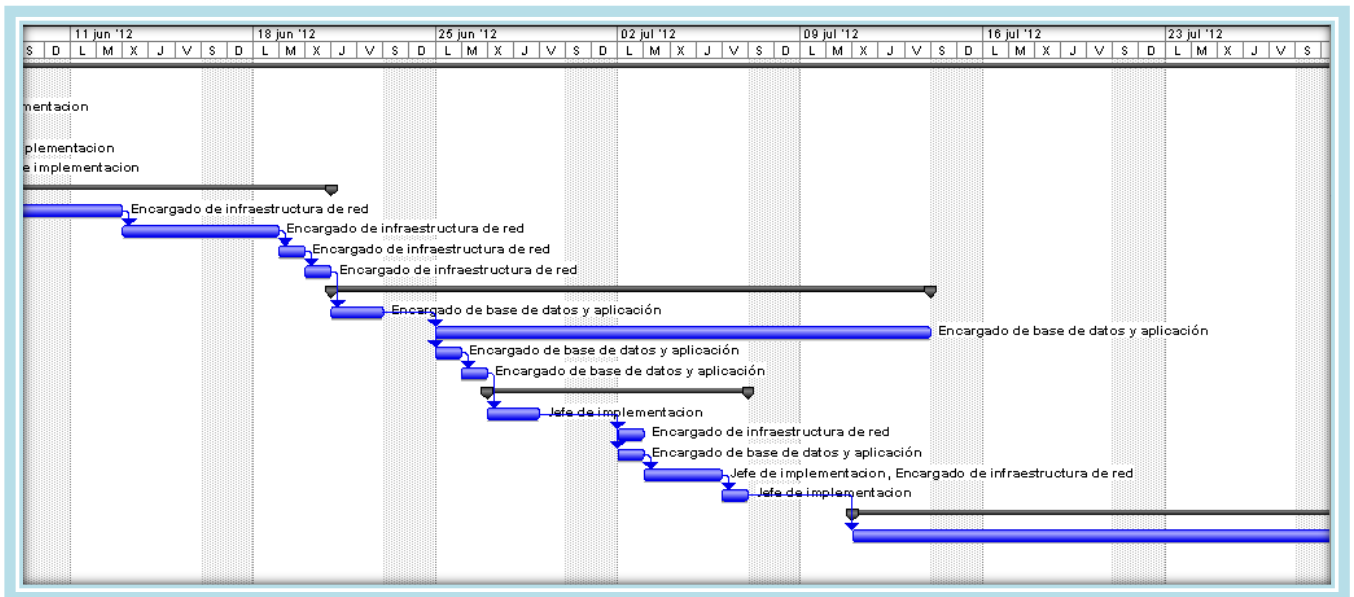 11 jun '12 18 jun '12 25 jun '12 02 jul '12 09 jul '12 16 jul '12 23 jul '12
S D L M X J V S D L M X J V S D L M X J V S D L M X J V S D L M X J V S D L M X J V S D L M X J V S
mentacion
plementacion
e implementacion
Encargado de infraestructura de red
Encargado de infraestructura de red
Encargado de infraestructura de red
Encargado de infraestructura de red
Encargado de base de datos y aplicación
Encargado de base de datos y aplicación
Encargado de base de datos y aplicación
Encargado de base de datos y aplicación
Jefe de implementacion
Encargado de infraestructura de red
Encargado de base de datos y aplicación
Jefe de implementacion, Encargado de infraestructura de red
Jefe de implementacion